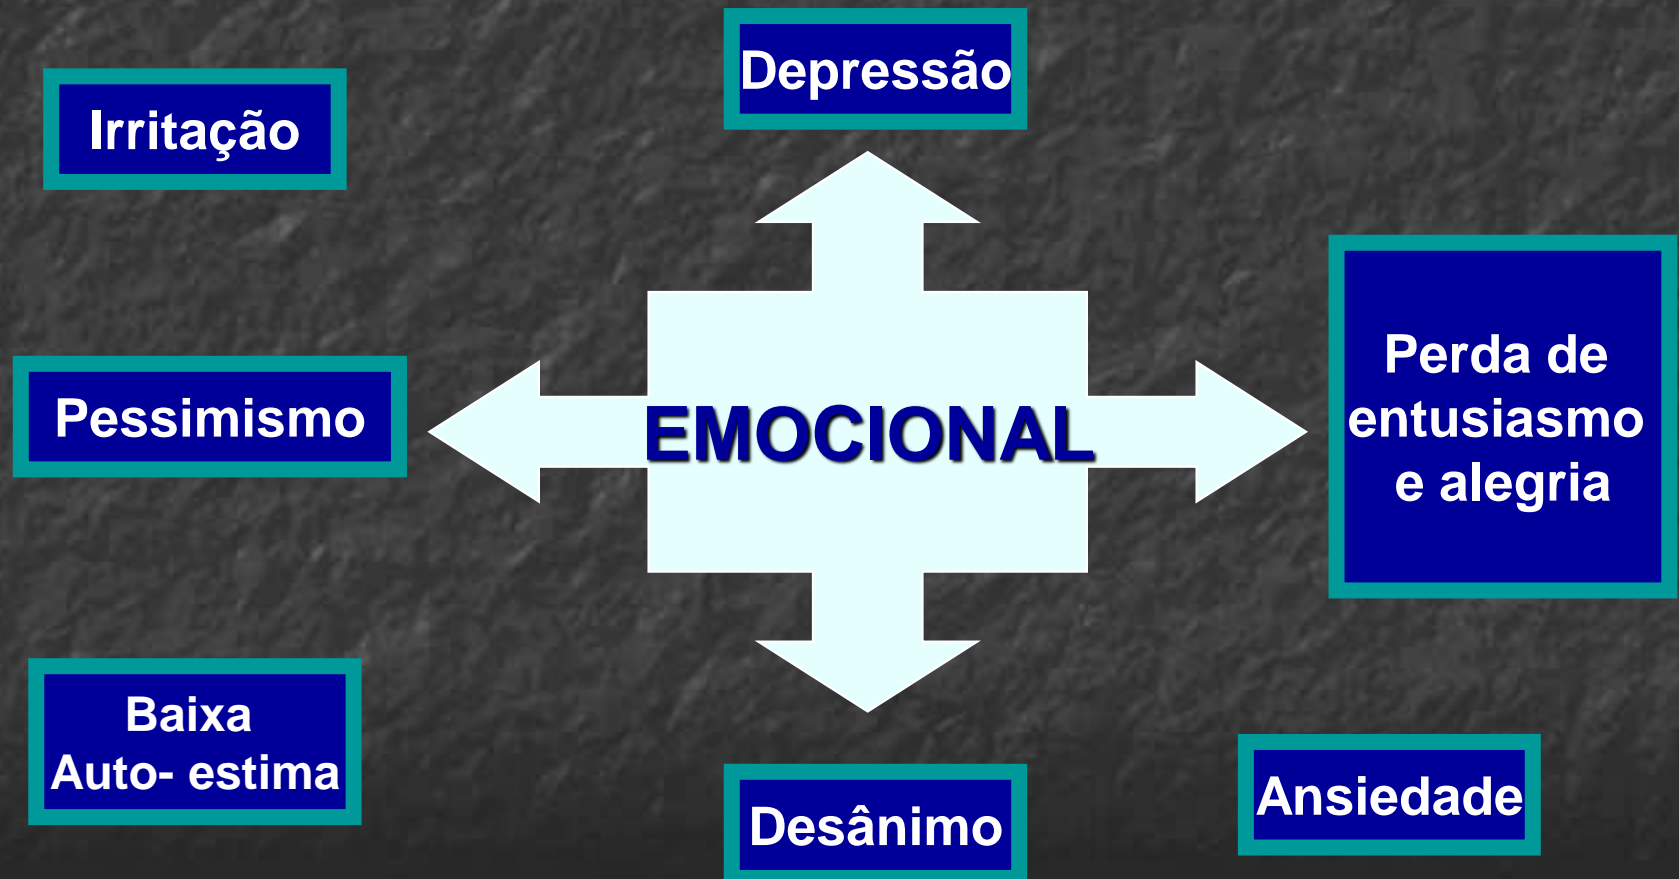 Depressão
Irritação
Perda de
entusiasmo
e alegria
Pessimismo
EMOCIONAL
Baixa
Auto- estima
Ansiedade
Desânimo